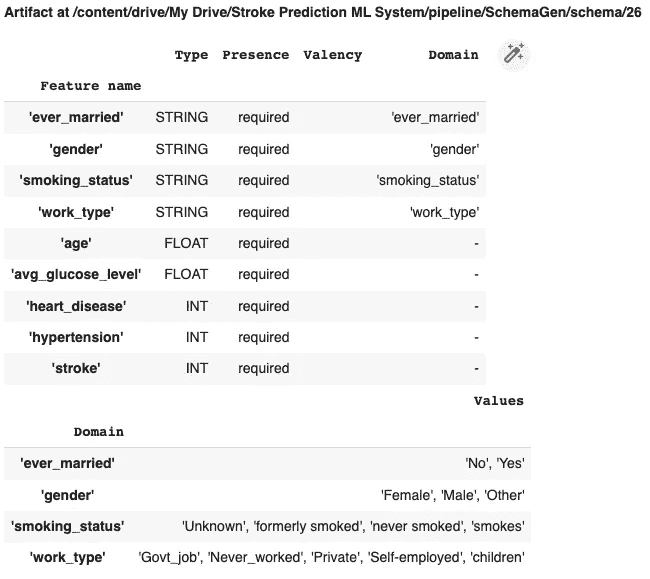 Artifact at /content/drive/My Drive/Stroke Prediction ML System/pipeline/SchemaGen/schema/26
Type Presence Valency Domain
Feature name
'ever_married' STRING required 'ever_married'
'gender' STRING required 'gender'
'smoking_status' STRING required 'smoking_status'
'work_type' STRING required 'work_type'
'age' FLOAT required -
'avg_glucose_level' FLOAT required -
'heart_disease' INT required -
'hypertension' INT required -
'stroke' INT required -
Values
Domain
'ever_married' 'No', 'Yes'
'gender' 'Female', 'Male', 'Other'
'smoking_status' 'Unknown', 'formerly smoked', 'never smoked', 'smokes'
'work_type' 'Govt_job', 'Never_worked', 'Private', 'Self-employed', 'children'